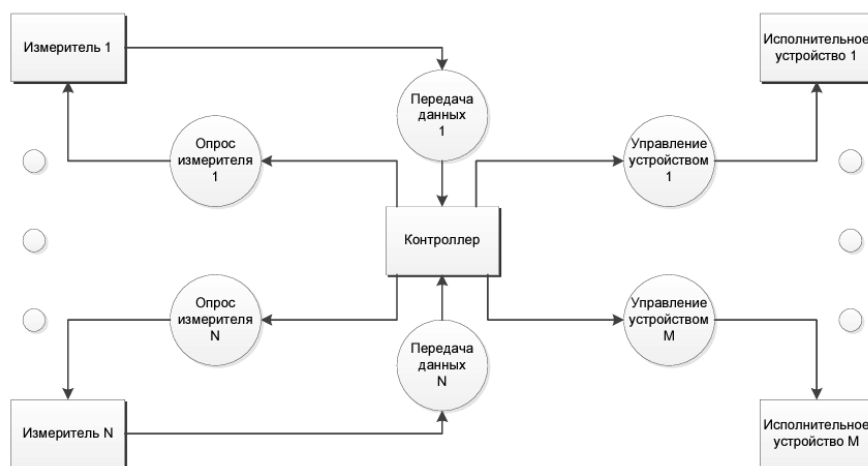 Измеритель 1
Исполнительное
устройство 1
Передача
данных
1
Опрос
измерителя
1
Управление
устройством
1
Контроллер
Опрос
измерителя
N
Управление
устройством
M
Передача
данных
N
Измеритель N
Исполнительное
устройство M